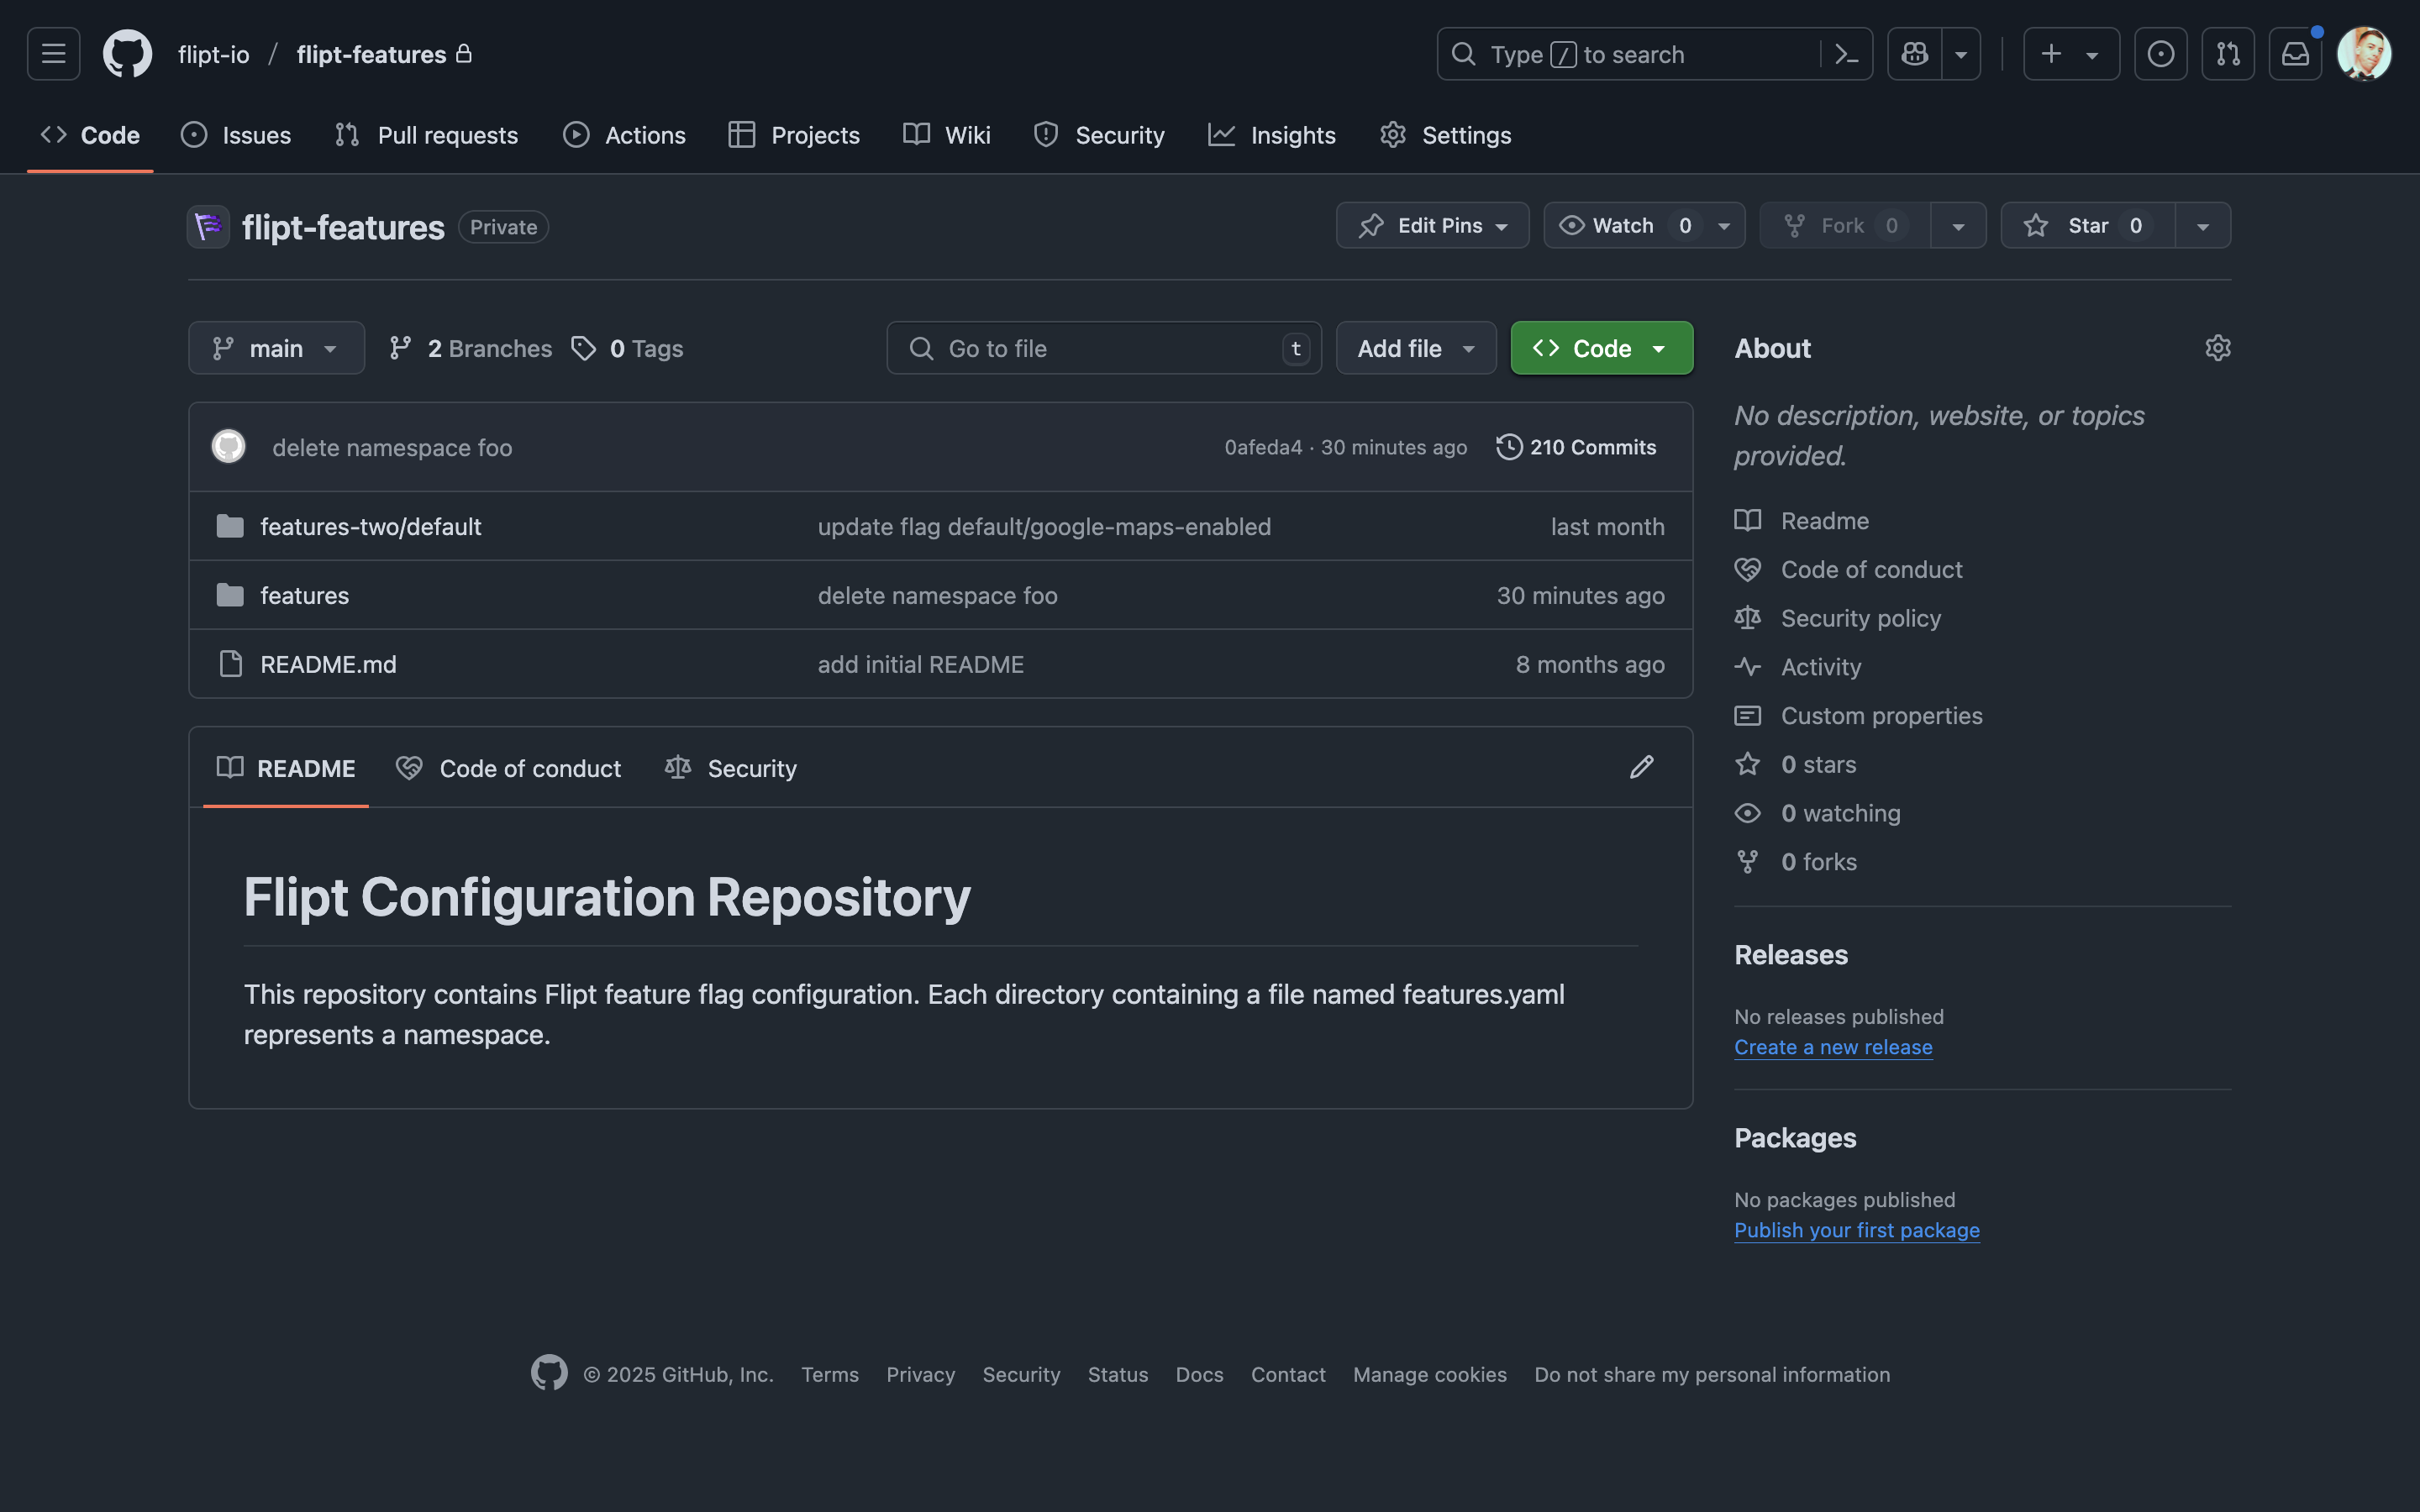 flipt-io / flipt-features
Type / to search
Code
Issues
Pull requests
Actions
Projects
Wiki
Security
Insights
Settings
flipt-features Private
Edit Pins
Watch 0
Fork 0
Star 0
main
2 Branches
0 Tags
Go to file t
Add file
Code
delete namespace foo
0afeda4 · 30 minutes ago
210 Commits
features-two/default
update flag default/google-maps-enabled
last month
features
delete namespace foo
30 minutes ago
README.md
add initial README
8 months ago
README
Code of conduct
Security
Flipt Configuration Repository
This repository contains Flipt feature flag configuration. Each directory containing a file named features.yaml
represents a namespace.
About
No description, website, or topics
provided.
Readme
Code of conduct
Security policy
Activity
Custom properties
0 stars
0 watching
0 forks
Releases
No releases published
Create a new release
Packages
No packages published
Publish your first package
© 2025 GitHub, Inc.
Terms
Privacy
Security
Status
Docs
Contact
Manage cookies
Do not share my personal information